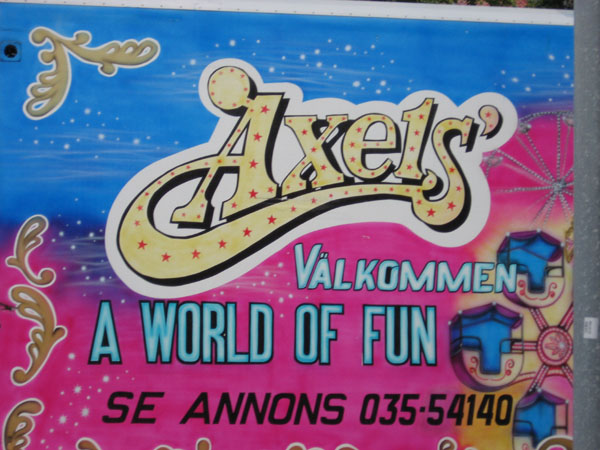 Axels'
VÄLKOMMEN
A WORLD OF FUN
SE ANNONS 035-54140